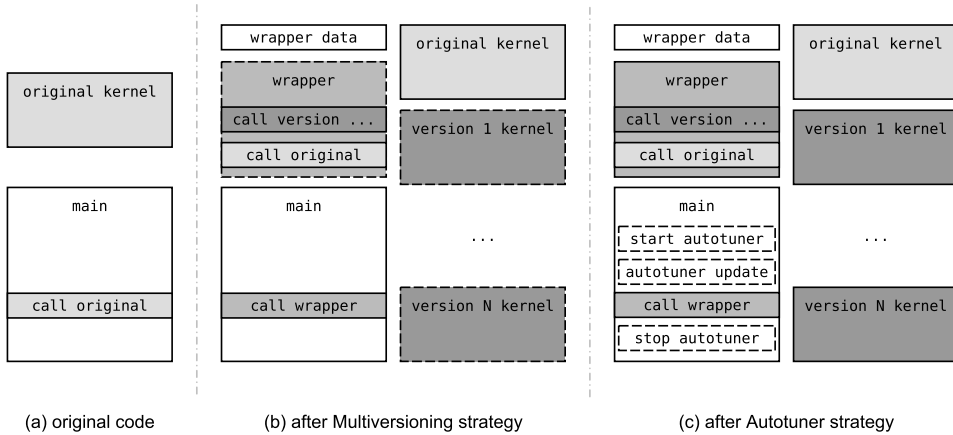 original kernel
main
call original
(a) original code
wrapper data
wrapper
call version ...
call original
main
call wrapper
original kernel
version 1 kernel
...
version N kernel
(b) after Multiversioning strategy
wrapper data
wrapper
call version ...
call original
main
start autotuner
autotuner update
call wrapper
stop autotuner
original kernel
version 1 kernel
...
version N kernel
(c) after Autotuner strategy